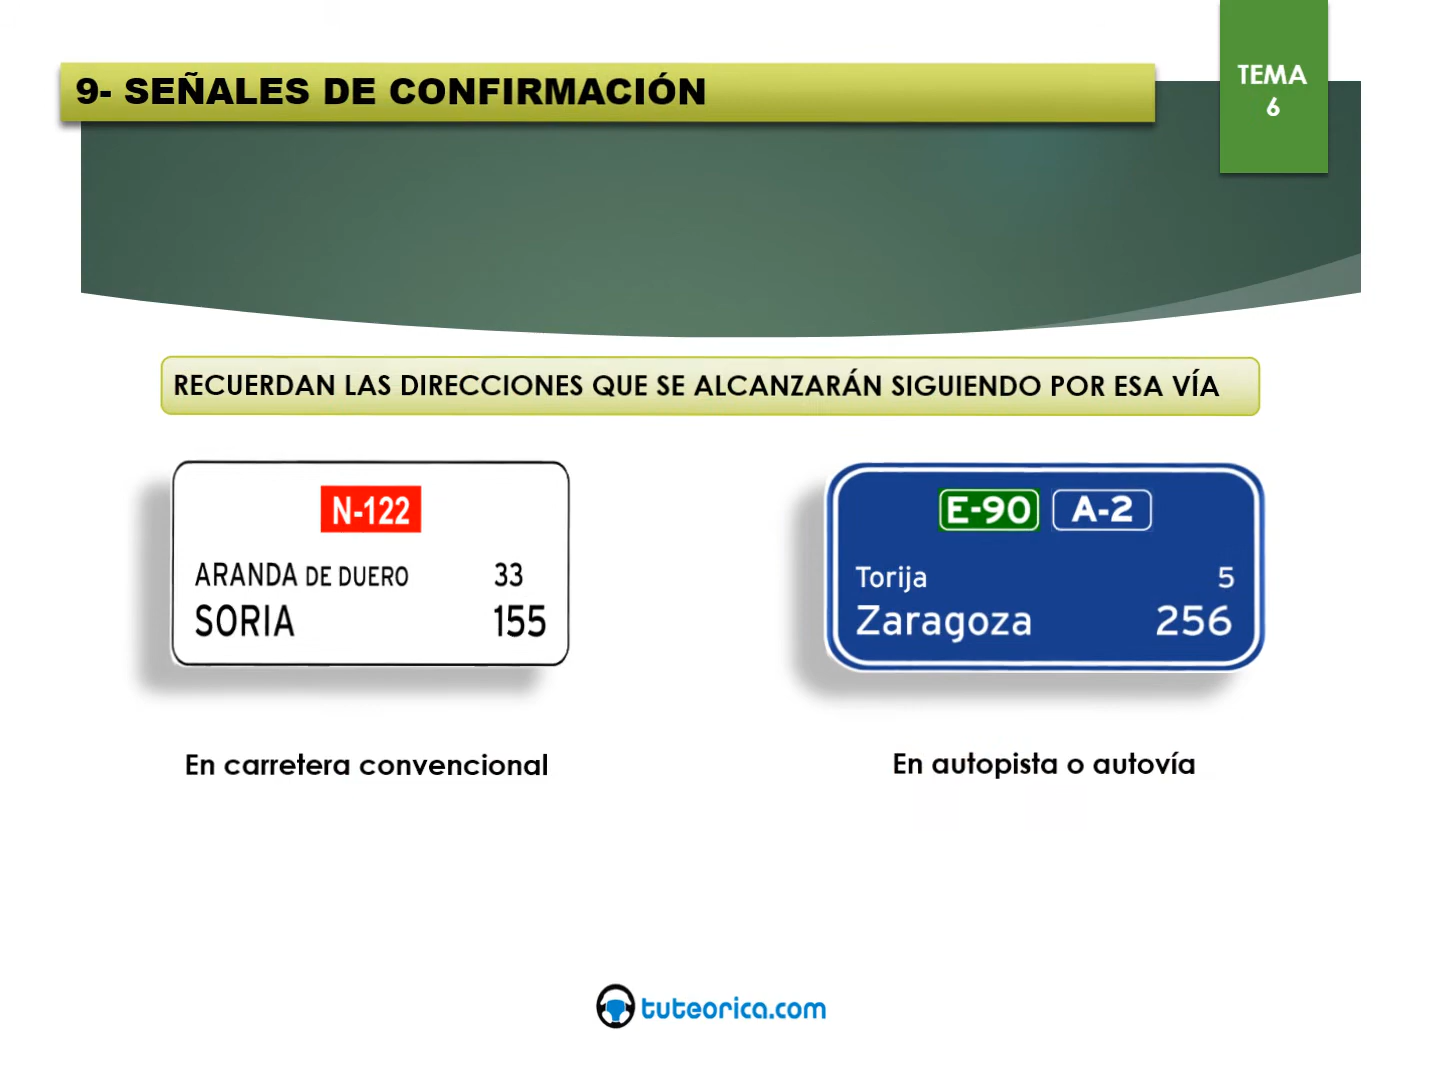 9- SEÑALES DE CONFIRMACIÓN
TEMA
6
RECUERDAN LAS DIRECCIONES QUE SE ALCANZARÁN SIGUIENDO POR ESA VÍA
N-122
ARANDA DE DUERO 33
SORIA 155
E-90 A-2
Torija 5
Zaragoza 256
En carretera convencional
En autopista o autovía
tuteorica.com